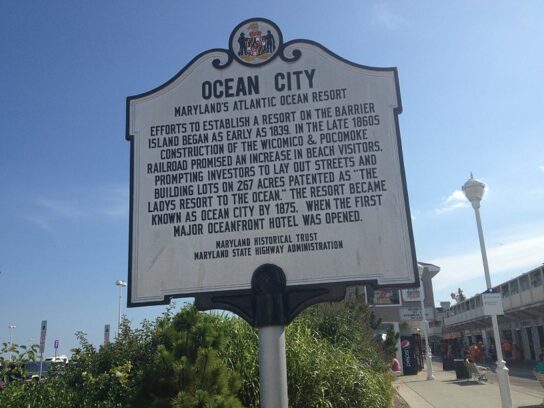 OCEAN CITY
MARYLAND'S ATLANTIC OCEAN RESORT
EFFORTS TO ESTABLISH A RESORT ON THE BARRIER
ISLAND BEGAN AS EARLY AS 1839. IN THE LATE 1860S
CONSTRUCTION OF THE WICOMICO & POCOMOKE
RAILROAD PROMISED AN INCREASE IN BEACH VISITORS,
PROMPTING INVESTORS TO LAY OUT STREETS AND
BUILDING LOTS ON 267 ACRES PATENTED AS "THE
LADYS RESORT TO THE OCEAN." THE RESORT BECAME
KNOWN AS OCEAN CITY BY 1875, WHEN THE FIRST
MAJOR OCEANFRONT HOTEL WAS OPENED.
MARYLAND HISTORICAL TRUST
MARYLAND STATE HIGHWAY ADMINISTRATION